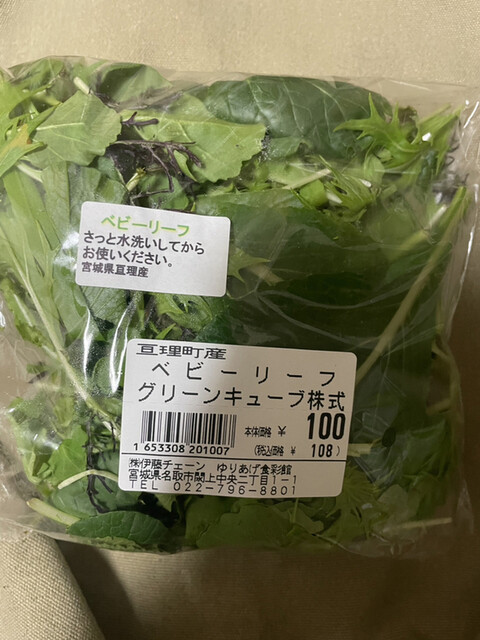 ベビーリーフ
さっと水洗いしてから
お使いください。
宮城県亘理産
亘理町産
ベビーリーフ
グリーンキューブ株式
本体価格 ¥ 100
(税込価格 ¥ 108)
1 653308 201007
㈱伊藤チェーン ゆりあげ食彩館
宮城県名取市閖上中央二丁目1-1
TEL 022-796-8801